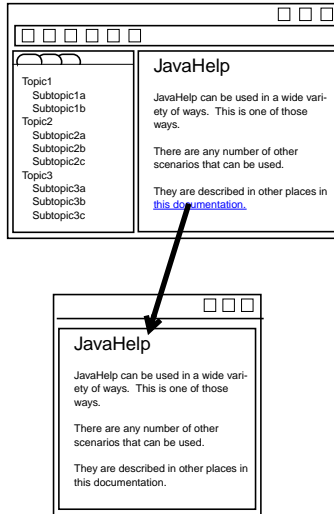 JavaHelp
Topic1
Subtopic1a
Subtopic1b
Topic2
Subtopic2a
Subtopic2b
Subtopic2c
Topic3
Subtopic3a
Subtopic3b
Subtopic3c
JavaHelp can be used in a wide vari-
ety of ways. This is one of those
ways.
There are any number of other
scenarios that can be used.
They are described in other places in
this documentation.
JavaHelp
JavaHelp can be used in a wide vari-
ety of ways. This is one of those
ways.
There are any number of other
scenarios that can be used.
They are described in other places in
this documentation.